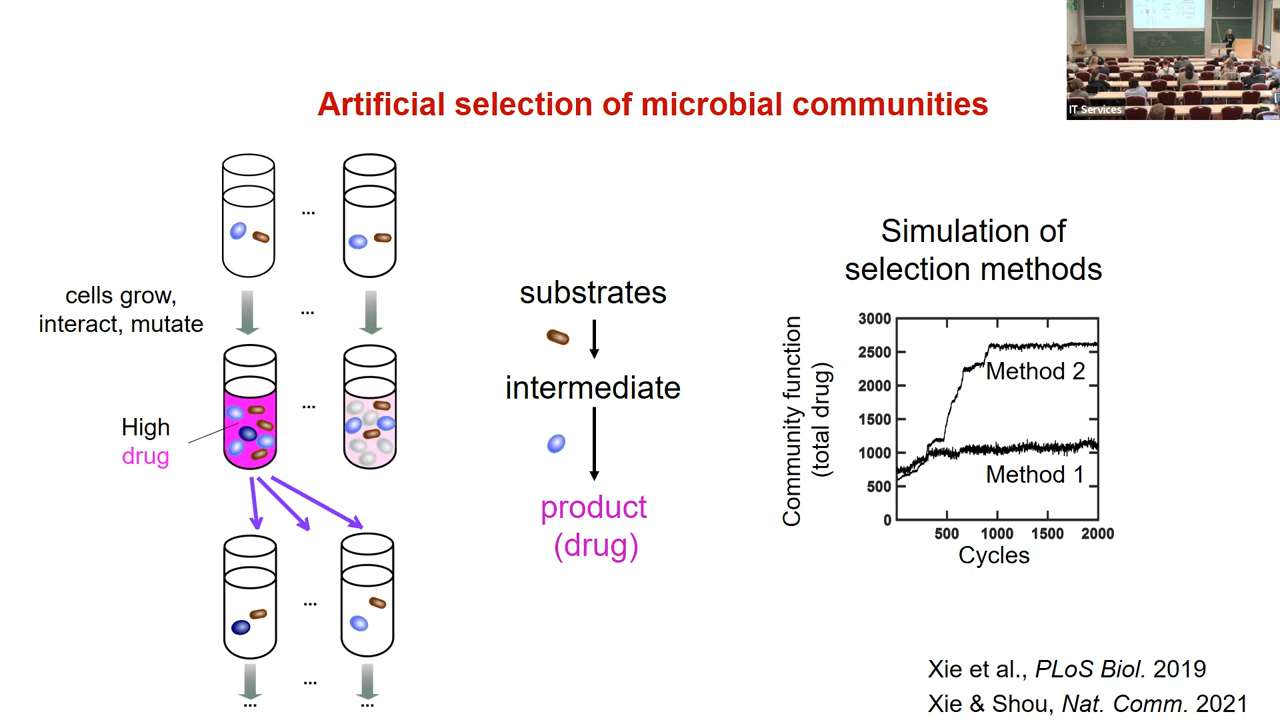 Artificial selection of microbial communities
IT Services
...
cells grow,
interact, mutate
...
High
drug
...
...
...
...
...
substrates
intermediate
product
(drug)
Simulation of
selection methods
Community function
(total drug)
3000
2500
2000
1500
1000
500
0
Method 2
Method 1
500
1000
1500
2000
Cycles
Xie et al., PLoS Biol. 2019
Xie & Shou, Nat. Comm. 2021